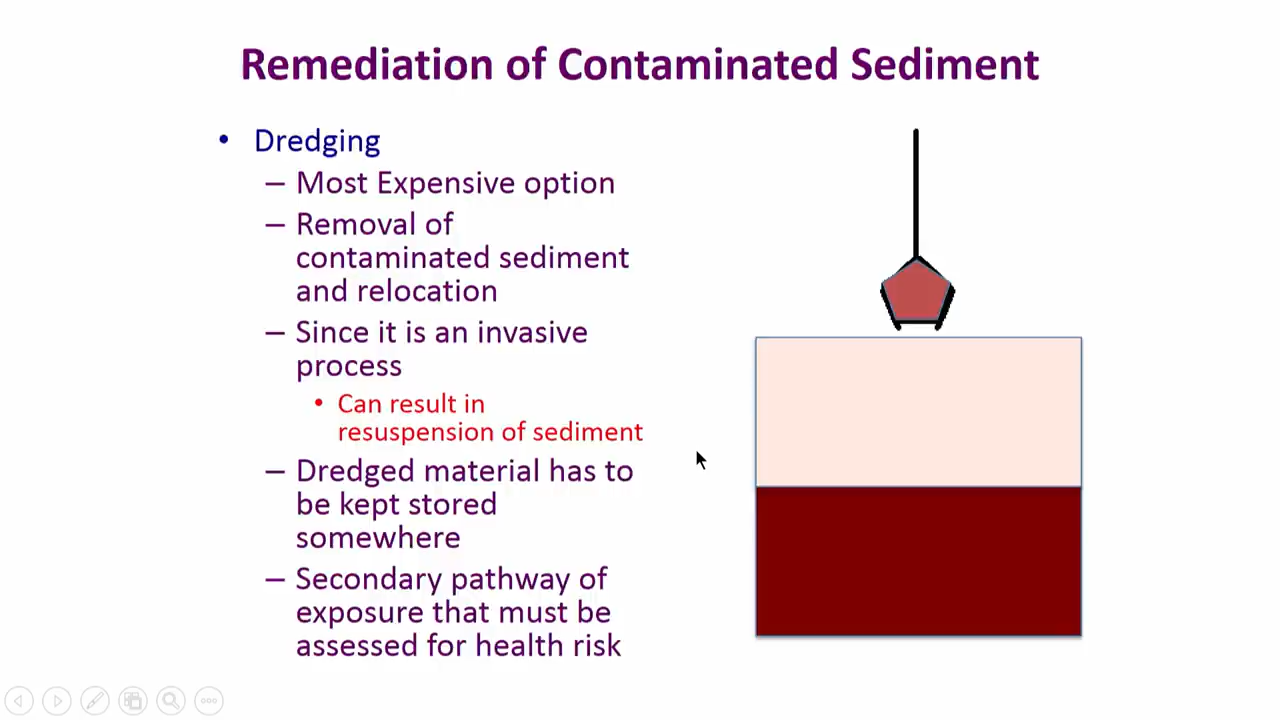 Remediation of Contaminated Sediment
• Dredging
– Most Expensive option
– Removal of
contaminated sediment
and relocation
– Since it is an invasive
process
• Can result in
resuspension of sediment
– Dredged material has to
be kept stored
somewhere
– Secondary pathway of
exposure that must be
assessed for health risk